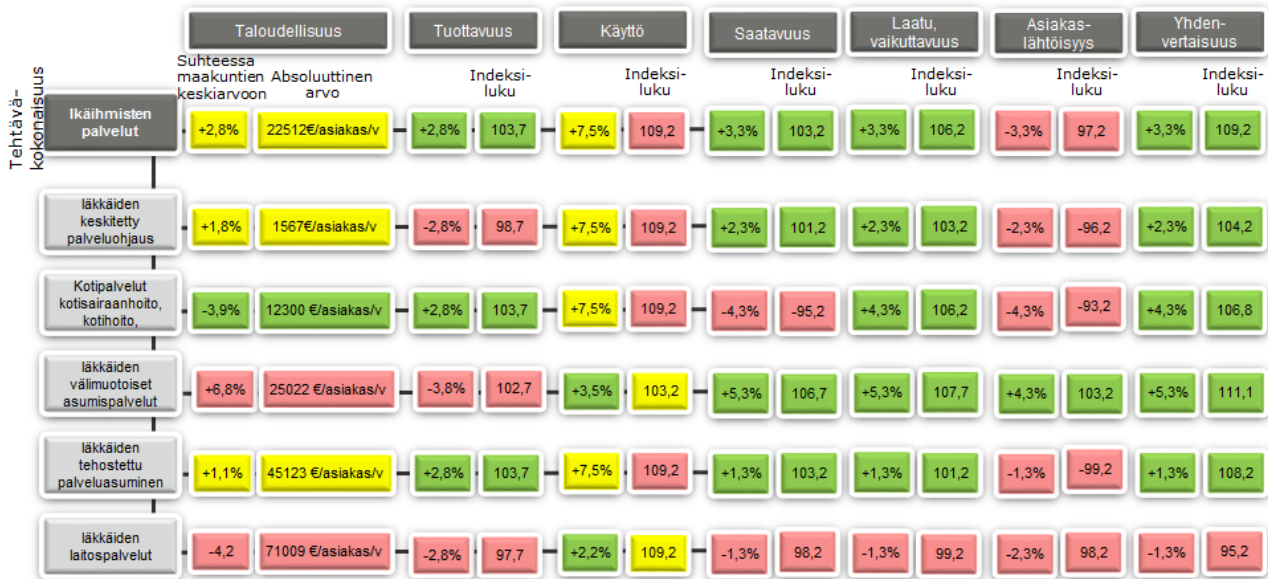 Taloudellisuus
Tuottavuus
Käyttö
Saatavuus
Laatu,
vaikuttavuus
Asiakas-
lähtöisyys
Yhden-
vertaisuus
Tehtävä-
kokonaisuus
Suhteessa
maakuntien
keskiarvoon
Absoluuttinen
arvo
Indeksi-
luku
Indeksi-
luku
Indeksi-
luku
Indeksi-
luku
Indeksi-
luku
Indeksi-
luku
Ikäihmisten
palvelut
+2,8% 22512€/asiakas/v +2,8% 103,7 +7,5% 109,2 +3,3% 103,2 +3,3% 106,2 -3,3% 97,2 +3,3% 109,2
Iäkkäiden
keskitetty
palveluohjaus
+1,8% 1567€/asiakas/v -2,8% 98,7 +7,5% 109,2 +2,3% 101,2 +2,3% 103,2 -2,3% -96,2 +2,3% 104,2
Kotipalvelut
kotisairaanhoito,
kotihoito,
-3,9% 12300 €/asiakas/v +2,8% 103,7 +7,5% 109,2 -4,3% -95,2 +4,3% 106,2 -4,3% -93,2 +4,3% 106,8
Iäkkäiden
välimuotoiset
asumispalvelut
+6,8% 25022 €/asiakas/v -3,8% 102,7 +3,5% 103,2 +5,3% 106,7 +5,3% 107,7 +4,3% 103,2 +5,3% 111,1
Iäkkäiden
tehostettu
palveluasuminen
+1,1% 45123 €/asiakas/v +2,8% 103,7 +7,5% 109,2 +1,3% 103,2 +1,3% 101,2 -1,3% -99,2 +1,3% 108,2
Iäkkäiden
laitospalvelut
-4,2 71009 €/asiakas/v -2,8% 97,7 +2,2% 109,2 -1,3% 98,2 -1,3% 99,2 -2,3% 98,2 -1,3% 95,2